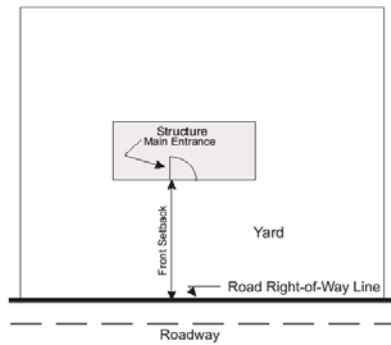 Structure
Main Entrance
Front Setback
Yard
Road Right-of-Way Line
Roadway